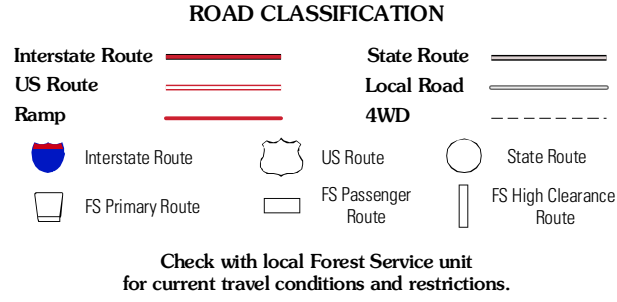 ROAD CLASSIFICATION
Interstate Route
State Route
US Route
Local Road
Ramp
4WD
Interstate Route
US Route
State Route
FS Primary Route
FS Passenger
Route
FS High Clearance
Route
Check with local Forest Service unit
for current travel conditions and restrictions.